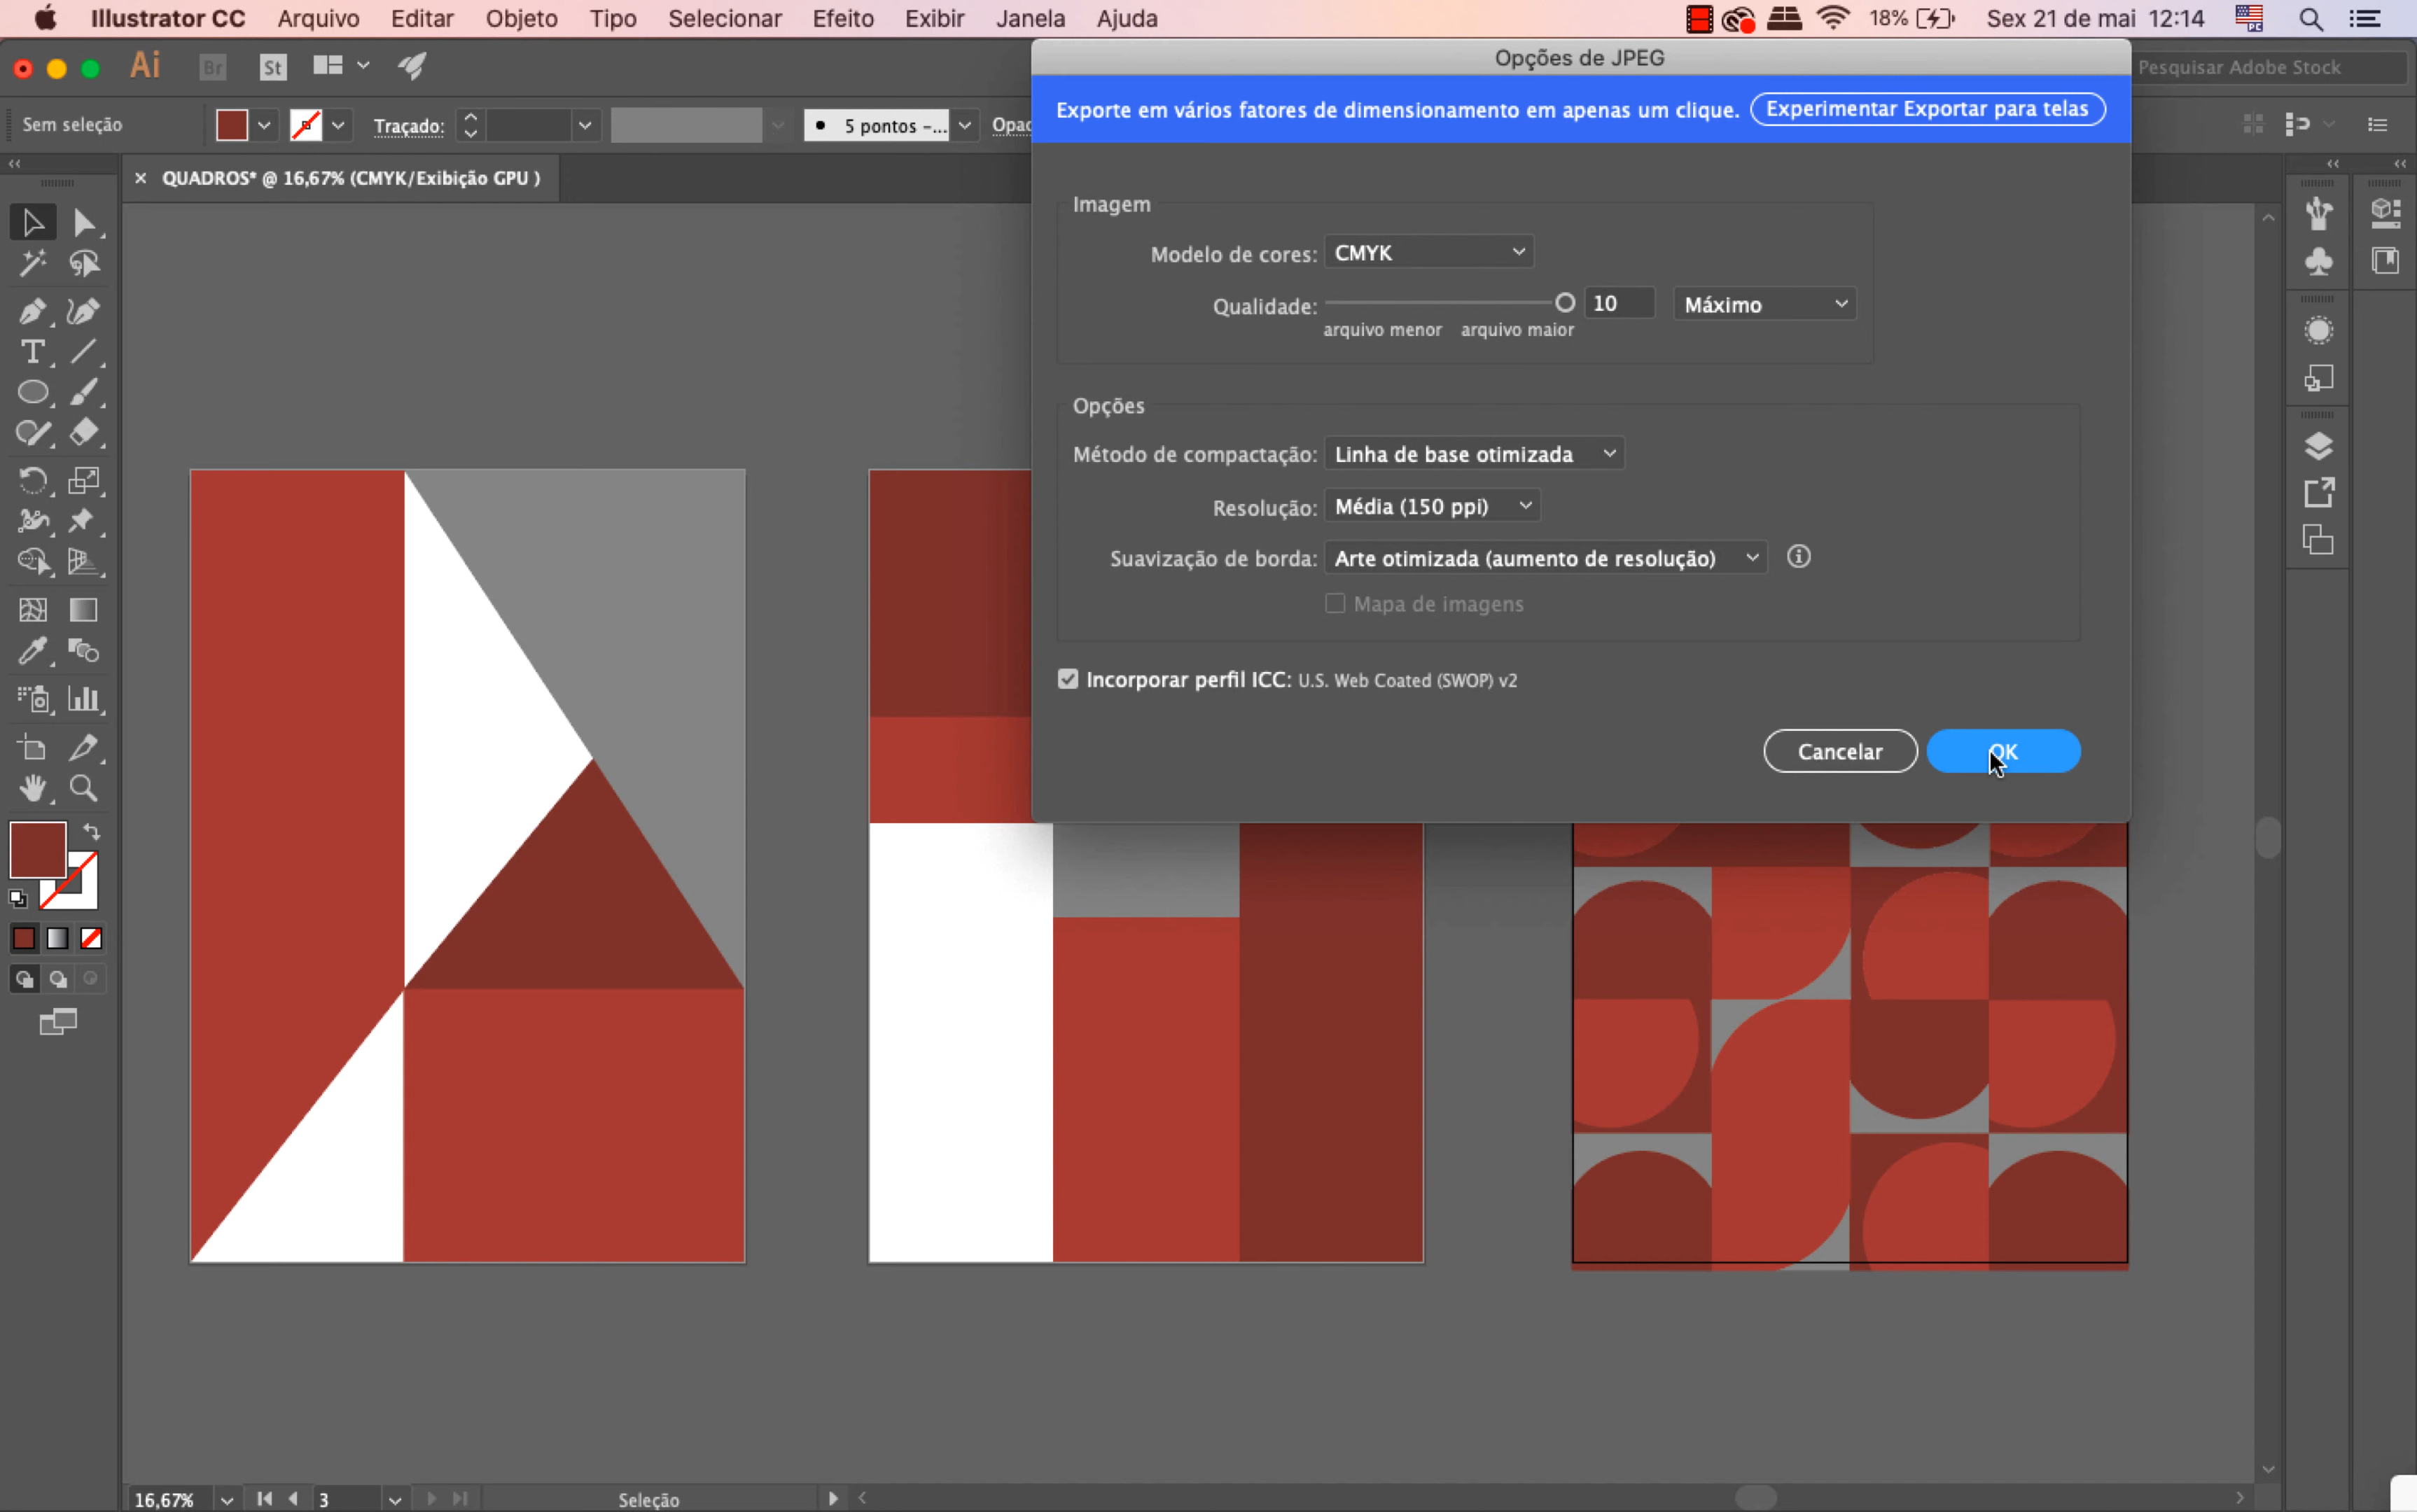 Illustrator CC Arquivo Editar Objeto Tipo Selecionar Efeito Exibir Janela Ajuda 18% Sex 21 de mai 12:14
Ai Br St Opções de JPEG Pesquisar Adobe Stock
Exporte em vários fatores de dimensionamento em apenas um clique. Experimentar Exportar para telas
Sem seleção Traçado: 5 pontos -... Opac
× QUADROS* @ 16,67% (CMYK/Exibição GPU )
Imagem
Modelo de cores: CMYK
Qualidade: 10 Máximo
arquivo menor arquivo maior
Opções
Método de compactação: Linha de base otimizada
Resolução: Média (150 ppi)
Suavização de borda: Arte otimizada (aumento de resolução)
Mapa de imagens
Incorporar perfil ICC: U.S. Web Coated (SWOP) v2
Cancelar OK
16,67% 3 Seleção